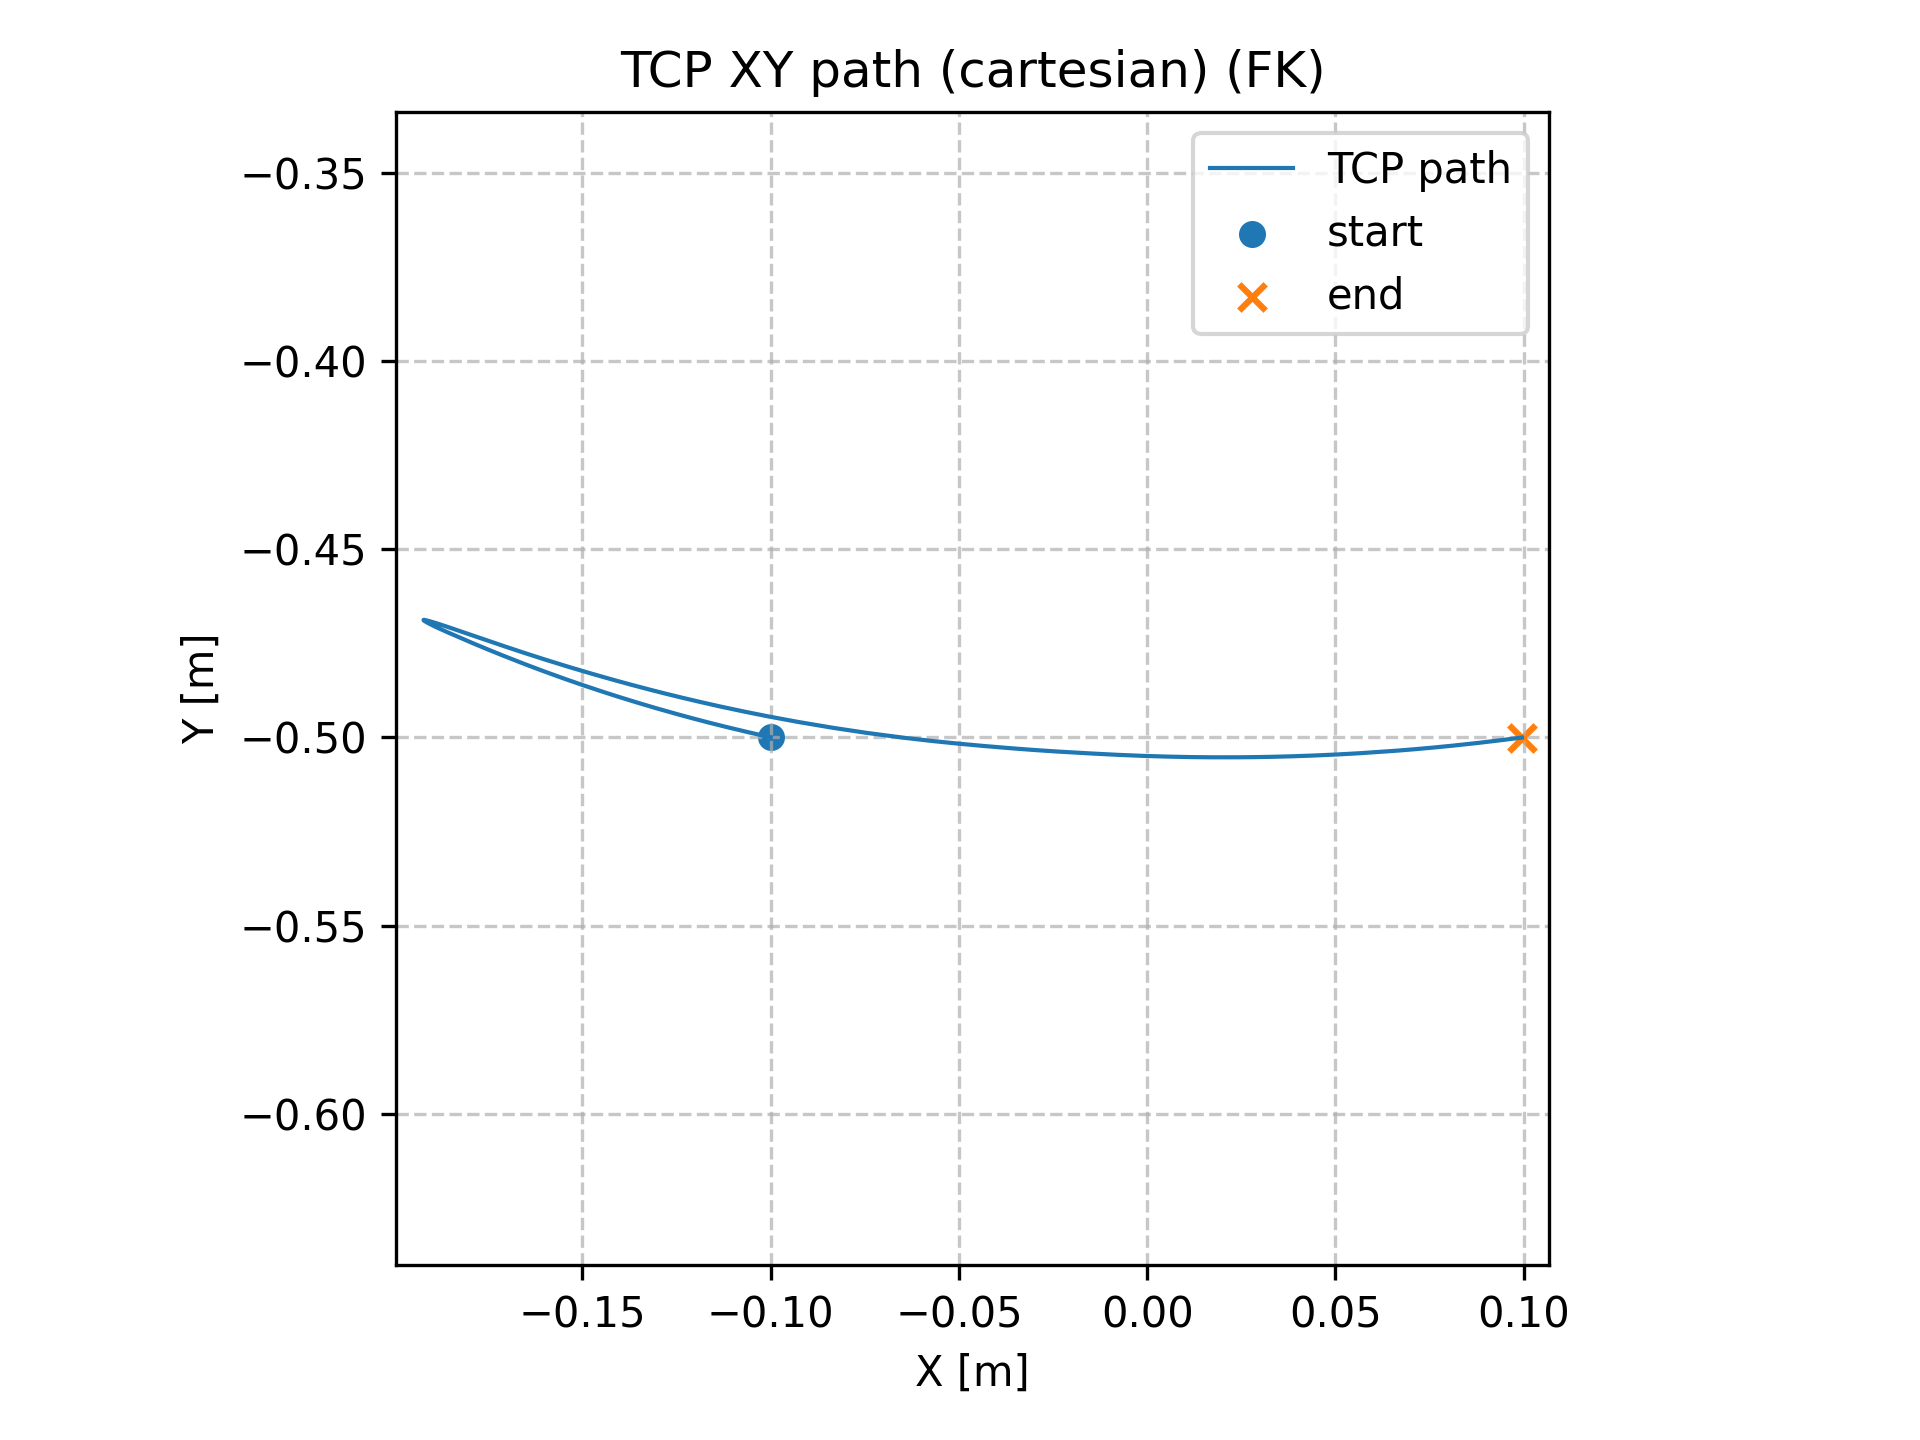 TCP XY path (cartesian) (FK)
TCP path
start
end
−0.35
−0.40
−0.45
−0.50
−0.55
−0.60
Y [m]
−0.15 −0.10 −0.05 0.00 0.05 0.10
X [m]